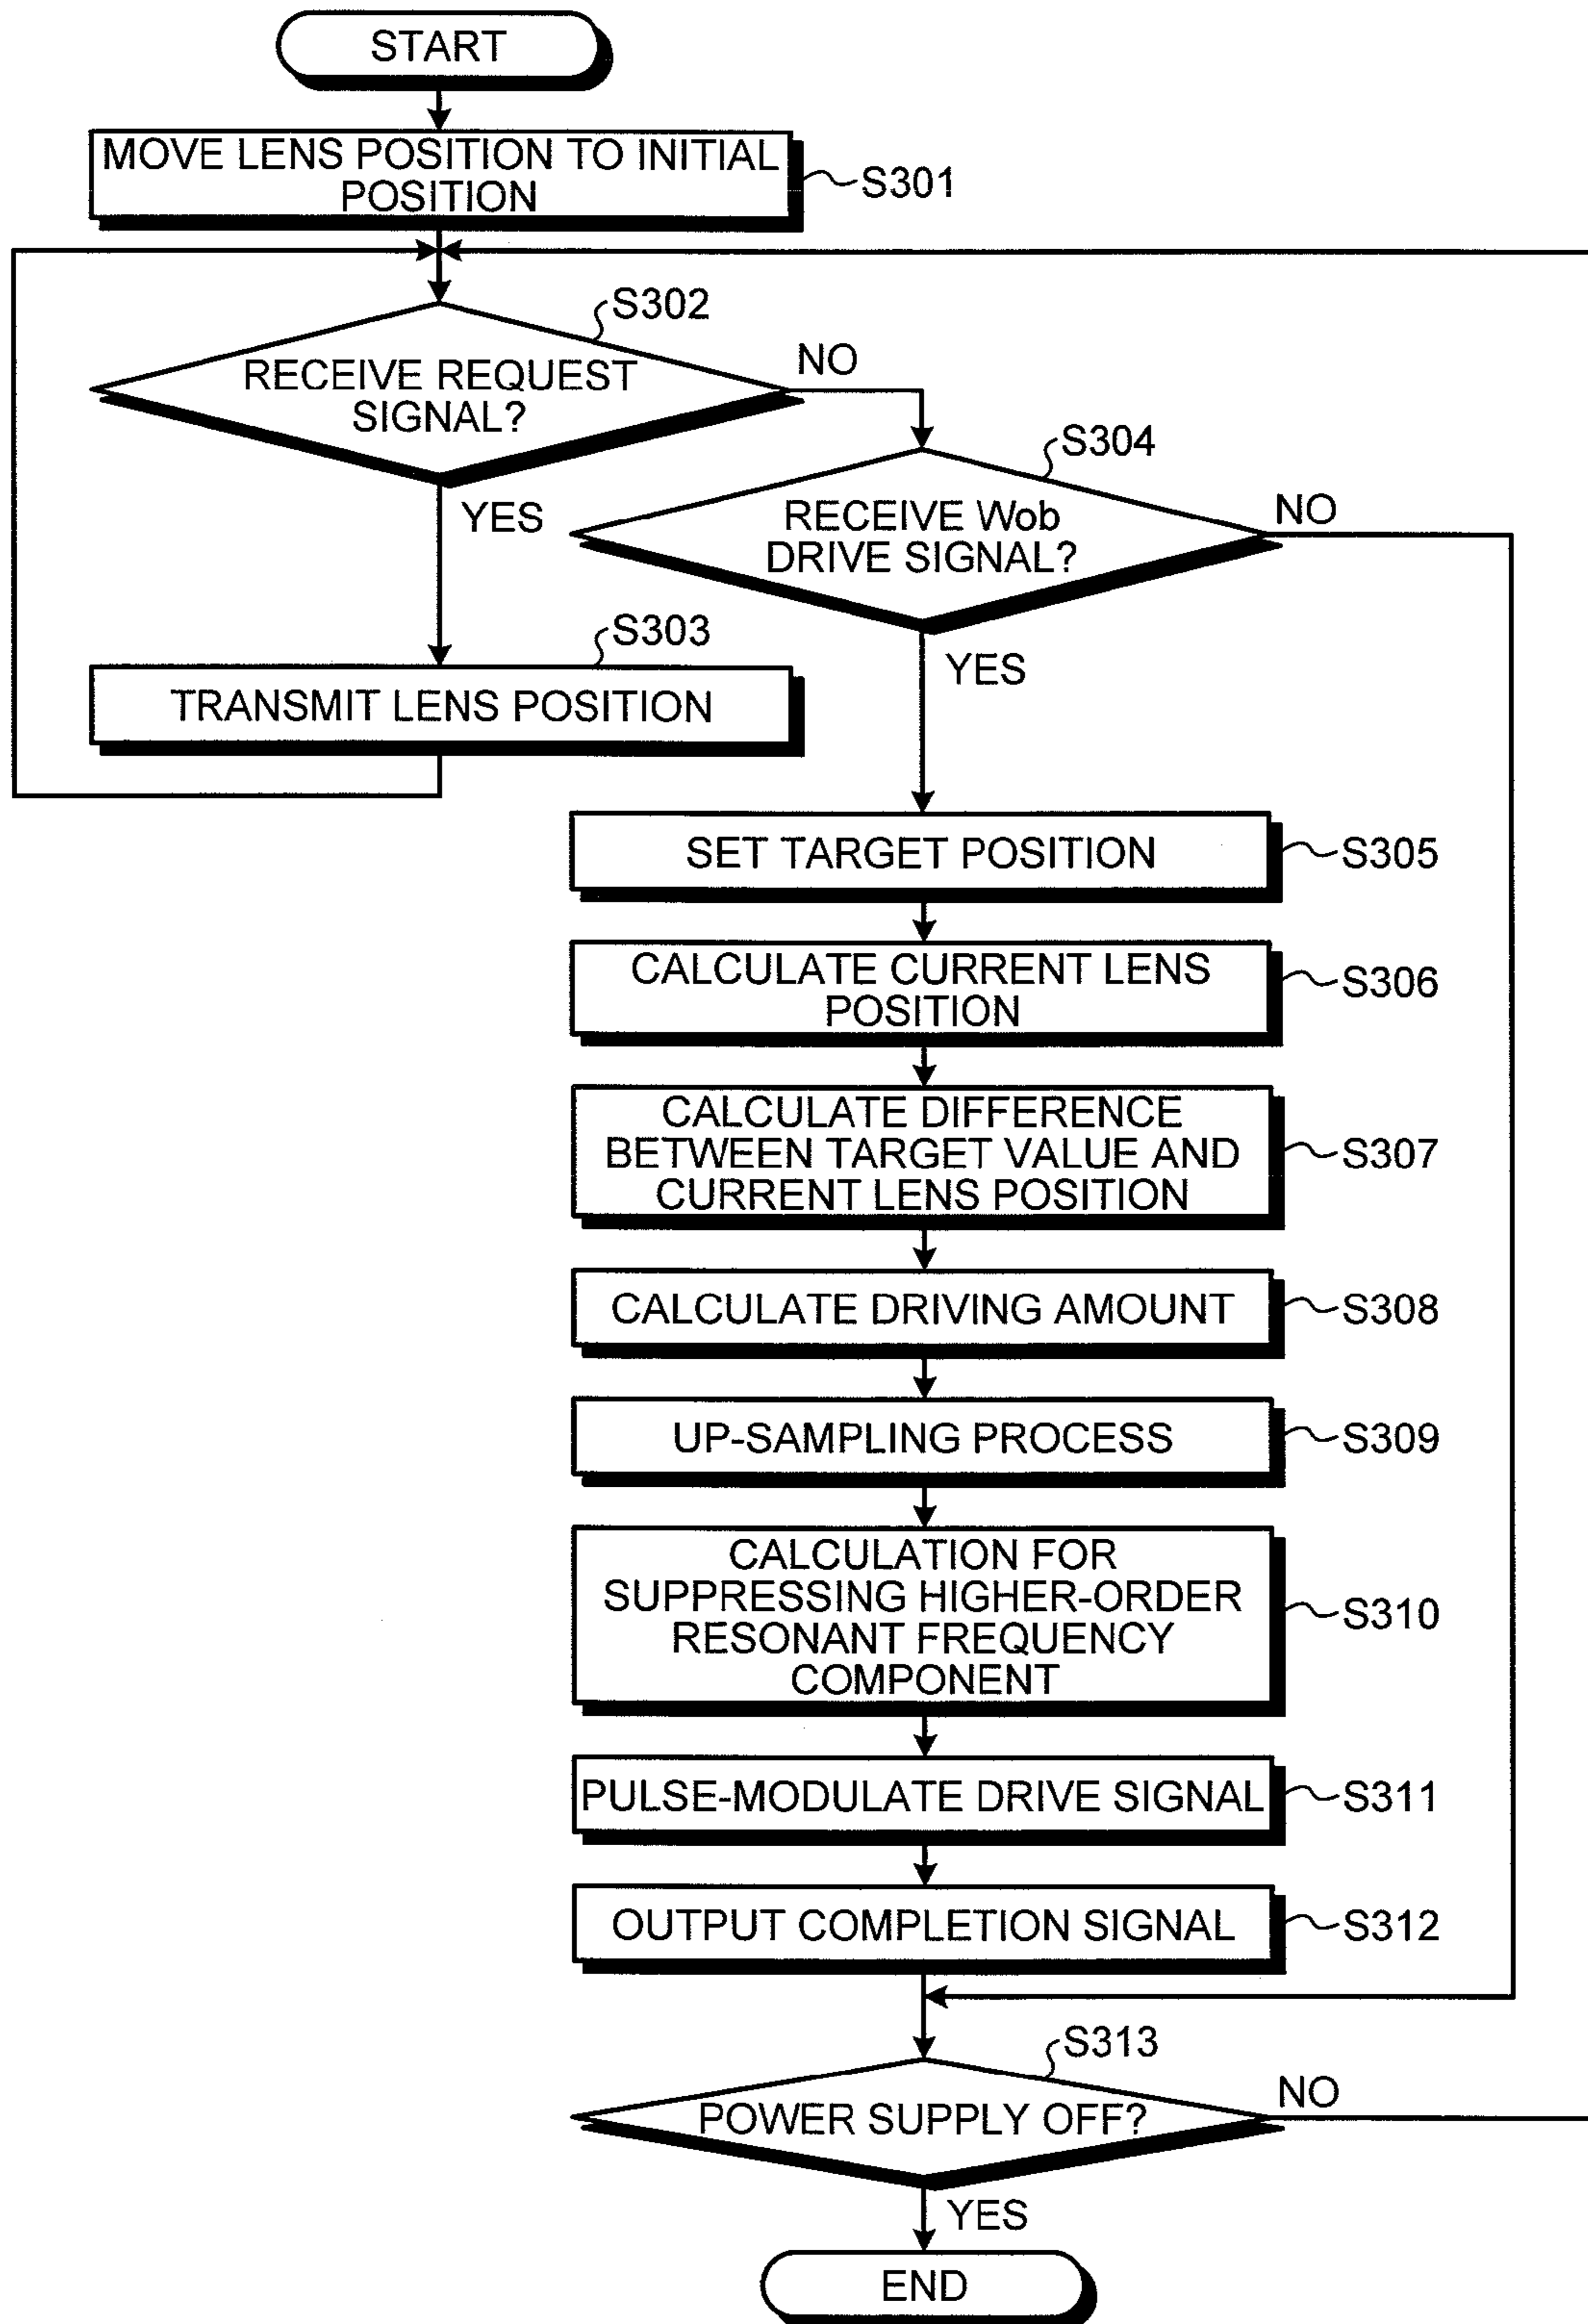 START
MOVE LENS POSITION TO INITIAL
POSITION
S301
S302
RECEIVE REQUEST
SIGNAL?
NO
YES
S304
RECEIVE Wob
DRIVE SIGNAL?
NO
YES
S303
TRANSMIT LENS POSITION
SET TARGET POSITION
S305
CALCULATE CURRENT LENS
POSITION
S306
CALCULATE DIFFERENCE
BETWEEN TARGET VALUE AND
CURRENT LENS POSITION
S307
CALCULATE DRIVING AMOUNT
S308
UP-SAMPLING PROCESS
S309
CALCULATION FOR
SUPPRESSING HIGHER-ORDER
RESONANT FREQUENCY
COMPONENT
S310
PULSE-MODULATE DRIVE SIGNAL
S311
OUTPUT COMPLETION SIGNAL
S312
S313
POWER SUPPLY OFF?
NO
YES
END